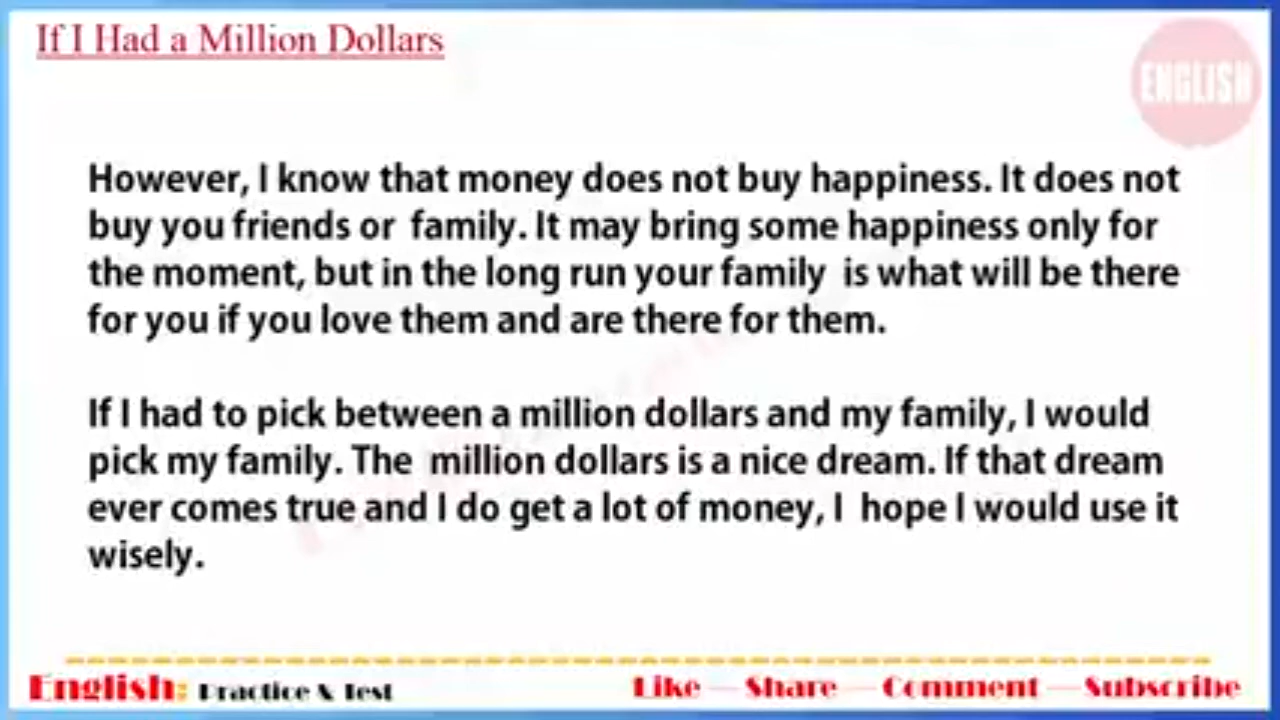 If I Had a Million Dollars
ENGLISH
However, I know that money does not buy happiness. It does not
buy you friends or family. It may bring some happiness only for
the moment, but in the long run your family is what will be there
for you if you love them and are there for them.
If I had to pick between a million dollars and my family, I would
pick my family. The million dollars is a nice dream. If that dream
ever comes true and I do get a lot of money, I hope I would use it
wisely.
English: Practice & Test
Like — Share — Comment — Subscribe